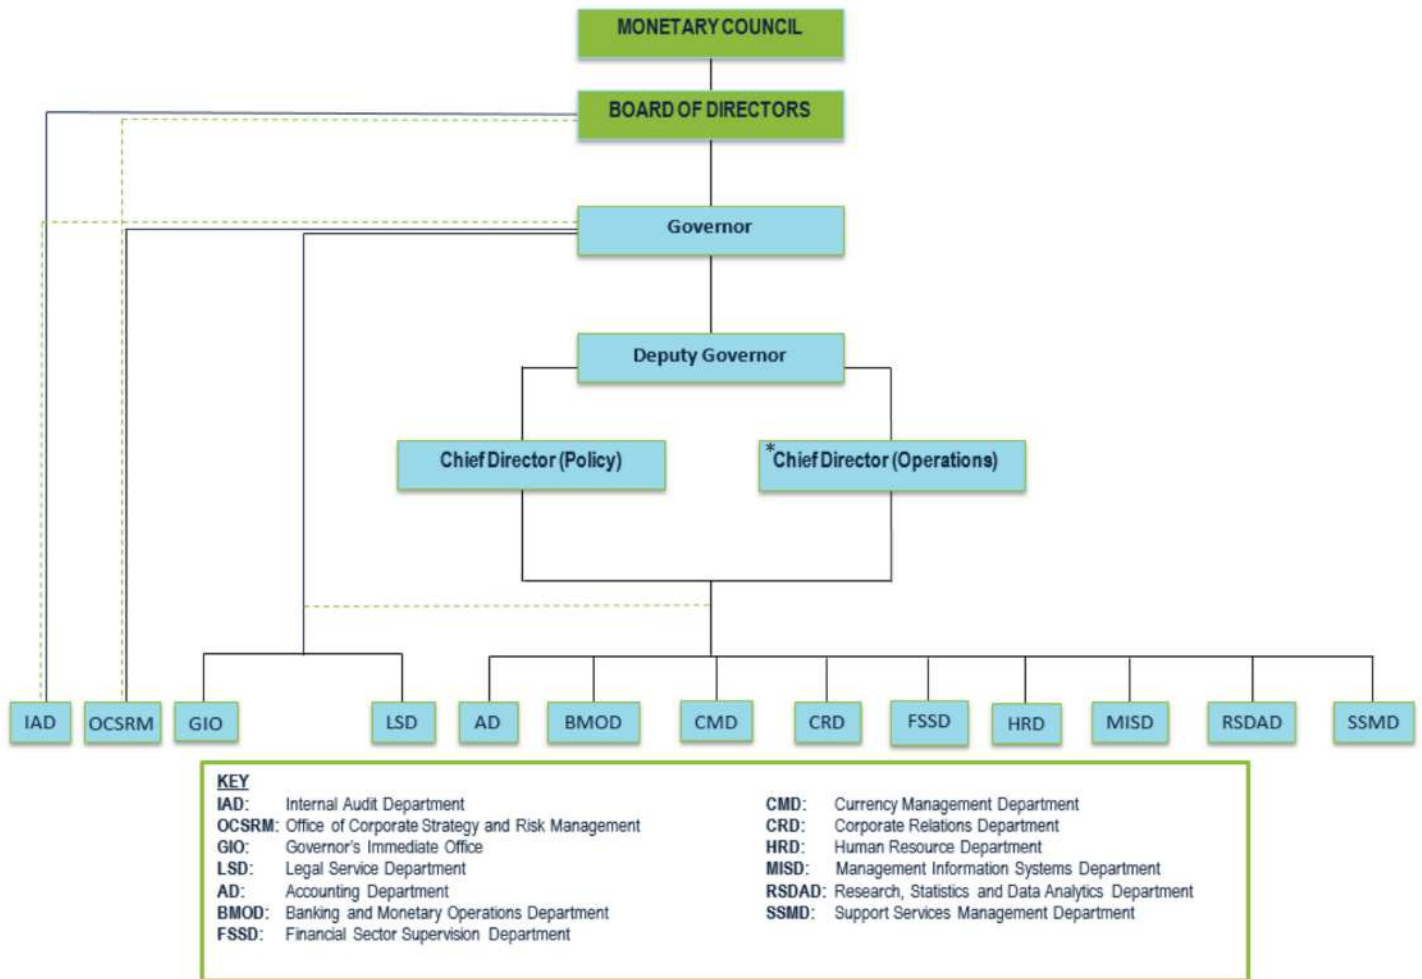 MONETARY COUNCIL
BOARD OF DIRECTORS
Governor
Deputy Governor
Chief Director (Policy)
*Chief Director (Operations)
IAD
OCSRM
GIO
LSD
AD
BMOD
CMD
CRD
FSSD
HRD
MISD
RSDAD
SSMD
KEY
IAD: Internal Audit Department
OCSRM: Office of Corporate Strategy and Risk Management
GIO: Governor's Immediate Office
LSD: Legal Service Department
AD: Accounting Department
BMOD: Banking and Monetary Operations Department
FSSD: Financial Sector Supervision Department
CMD: Currency Management Department
CRD: Corporate Relations Department
HRD: Human Resource Department
MISD: Management Information Systems Department
RSDAD: Research, Statistics and Data Analytics Department
SSMD: Support Services Management Department